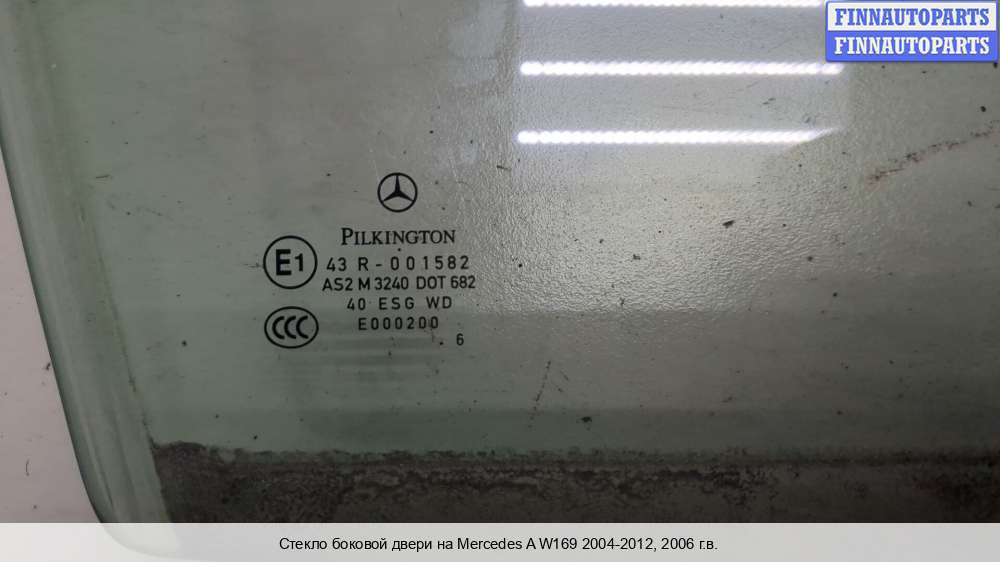 FINNAUTOPARTS
FINNAUTOPARTS
PILKINGTON
E1
43 R-001582
AS2 M3240 DOT 682
40 ESG WD
CCC
E000200
. 6
Стекло боковой двери на Mercedes A W169 2004-2012, 2006 г.в.